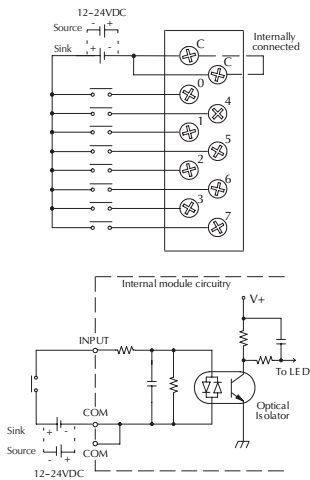 12-24VDC
Source
- +
Sink
+ -
C
Internally
connected
C
0
4
1
5
2
6
3
7
Internal module circuitry
V+
INPUT
To LED
Optical
Isolator
COM
Sink
+ -
Source
- +
COM
12-24VDC